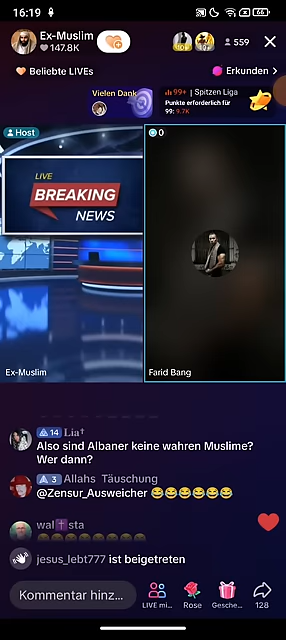 16:19
66
Ex-Muslim
147.8K
559
Beliebte LIVEs
Erkunden >
Vielen Dank
99+ | Spitzen Liga
Punkte erforderlich für
99: 9.7K
Host
0
LIVE
BREAKING
NEWS
Ex-Muslim
Farid Bang
14 Lia†
Also sind Albaner keine wahren Muslime?
Wer dann?
3 Allahs Täuschung
@Zensur_Ausweicher 😂😂😂😂😂😂
wal✝️sta
jesus_lebt777 ist beigetreten
Kommentar hinz...
LIVE mi...
Rose
Gesche...
128